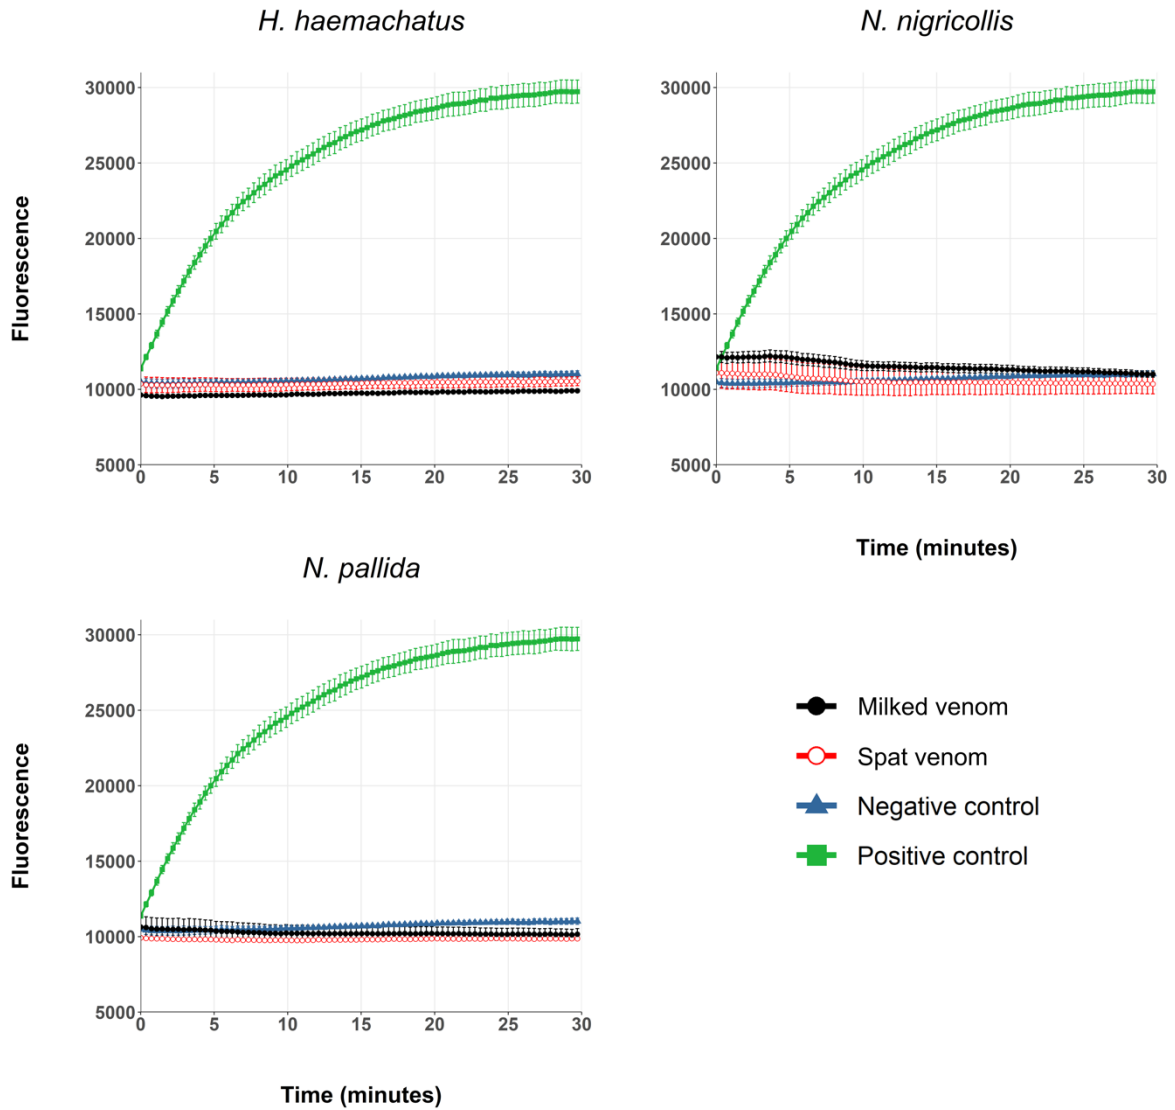 H. haemachatus
N. nigricollis
Fluorescence
30000
25000
20000
15000
10000
5000
0 5 10 15 20 25 30
30000
25000
20000
15000
10000
5000
0 5 10 15 20 25 30
Time (minutes)
N. pallida
Fluorescence
30000
25000
20000
15000
10000
5000
0 5 10 15 20 25 30
Time (minutes)
Milked venom
Spat venom
Negative control
Positive control